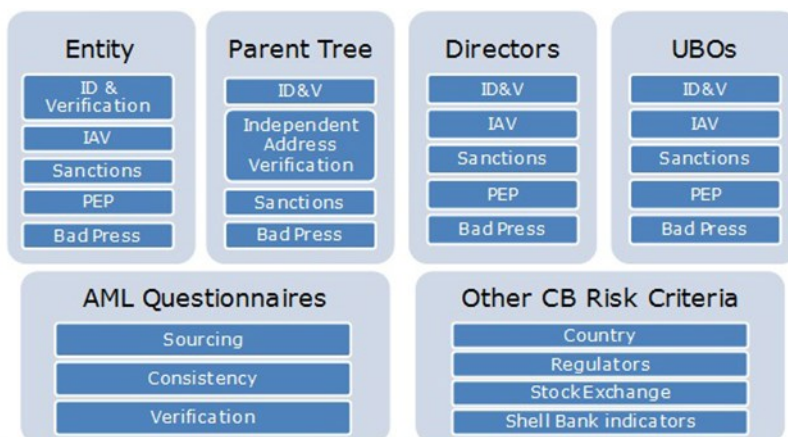 Entity
ID &
Verification
IAV
Sanctions
PEP
Bad Press
Parent Tree
ID&V
Independent
Address
Verification
Sanctions
Bad Press
Directors
ID&V
IAV
Sanctions
PEP
Bad Press
UBOs
ID&V
IAV
Sanctions
PEP
Bad Press
AML Questionnaires
Sourcing
Consistency
Verification
Other CB Risk Criteria
Country
Regulators
Stock Exchange
Shell Bank indicators